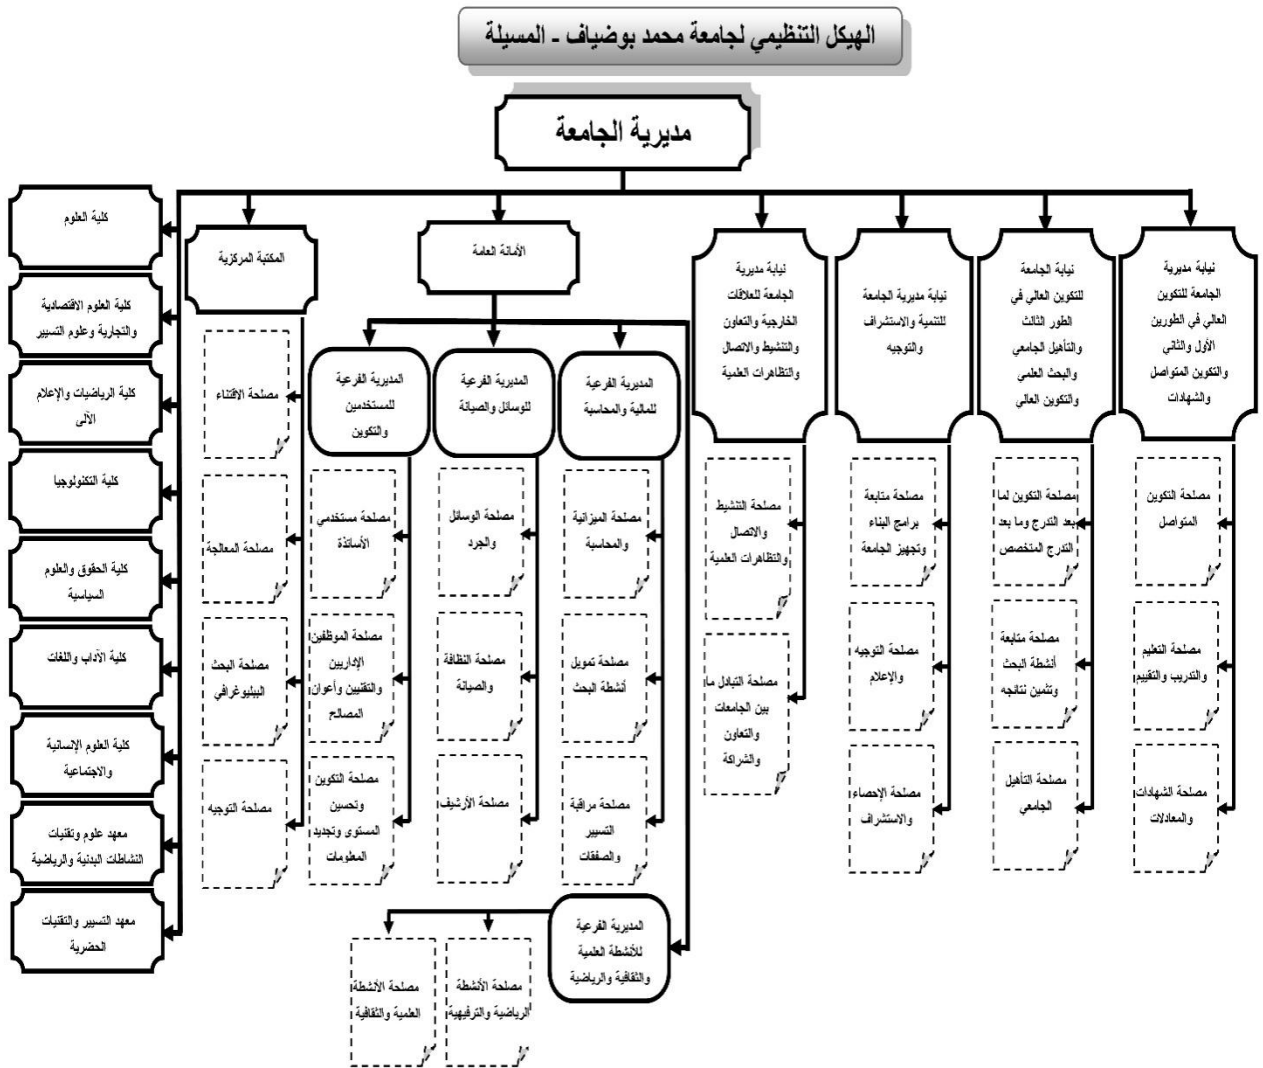 الهيكل التنظيمي لجامعة محمد بوضياف - المسيلة
مديرية الجامعة
نيابة مديرية
الجامعة للتكوين
العالي في الطورين
الأول والثاني
والتكوين المتواصل
والشهادات
مصلحة التكوين
المتواصل
مصلحة التعليم
والتدريب والتقييم
مصلحة الشهادات
والمعادلات
نيابة الجامعة
للتكوين العالي في
الطور الثالث
والتأهيل الجامعي
والبحث العلمي
والتكوين العالي
مصلحة التكوين لما
بعد التدرج وما بعد
التدرج المتخصص
مصلحة متابعة
أنشطة البحث
وتثمين نتائجه
مصلحة التأهيل
الجامعي
نيابة مديرية الجامعة
للتنمية والاستشراف
والتوجيه
مصلحة متابعة
برامج البناء
وتجهيز الجامعة
مصلحة التوجيه
والإعلام
مصلحة الإحصاء
والاستشراف
نيابة مديرية
الجامعة للعلاقات
الخارجية والتعاون
والتنشيط والاتصال
والتظاهرات العلمية
مصلحة التنشيط
والاتصال
والتظاهرات العلمية
مصلحة التبادل ما
بين الجامعات
والتعاون
والشراكة
الأمانة العامة
المديرية الفرعية
للمالية والمحاسبة
مصلحة الميزانية
والمحاسبة
مصلحة تمويل
أنشطة البحث
مصلحة مراقبة
التسيير
والصفقات
المديرية الفرعية
للوسائل والصيانة
مصلحة الوسائل
والجرد
مصلحة النظافة
والصيانة
مصلحة الأرشيف
المديرية الفرعية
للمستخدمين
والتكوين
مصلحة مستخدمي
الأساتذة
مصلحة الموظفين
الإداريين
والتقنيين وأعوان
المصالح
مصلحة التكوين
وتحسين
المستوى وتجديد
المعلومات
المديرية الفرعية
للأنشطة العلمية
والثقافية والرياضية
مصلحة الأنشطة
الرياضية والترفيهية
مصلحة الأنشطة
العلمية والثقافية
المكتبة المركزية
مصلحة الاقتناء
مصلحة المعالجة
مصلحة البحث
الببليوغرافي
مصلحة التوجيه
كلية العلوم
كلية العلوم الاقتصادية
والتجارية وعلوم التسيير
كلية الرياضيات والإعلام
الآلى
كلية التكنولوجيا
كلية الحقوق والعلوم
السياسية
كلية الآداب واللغات
كلية العلوم الإنسانية
والاجتماعية
معهد علوم وتقنيات
النشاطات البدنية والرياضية
معهد التسيير والتقنيات
الحضرية